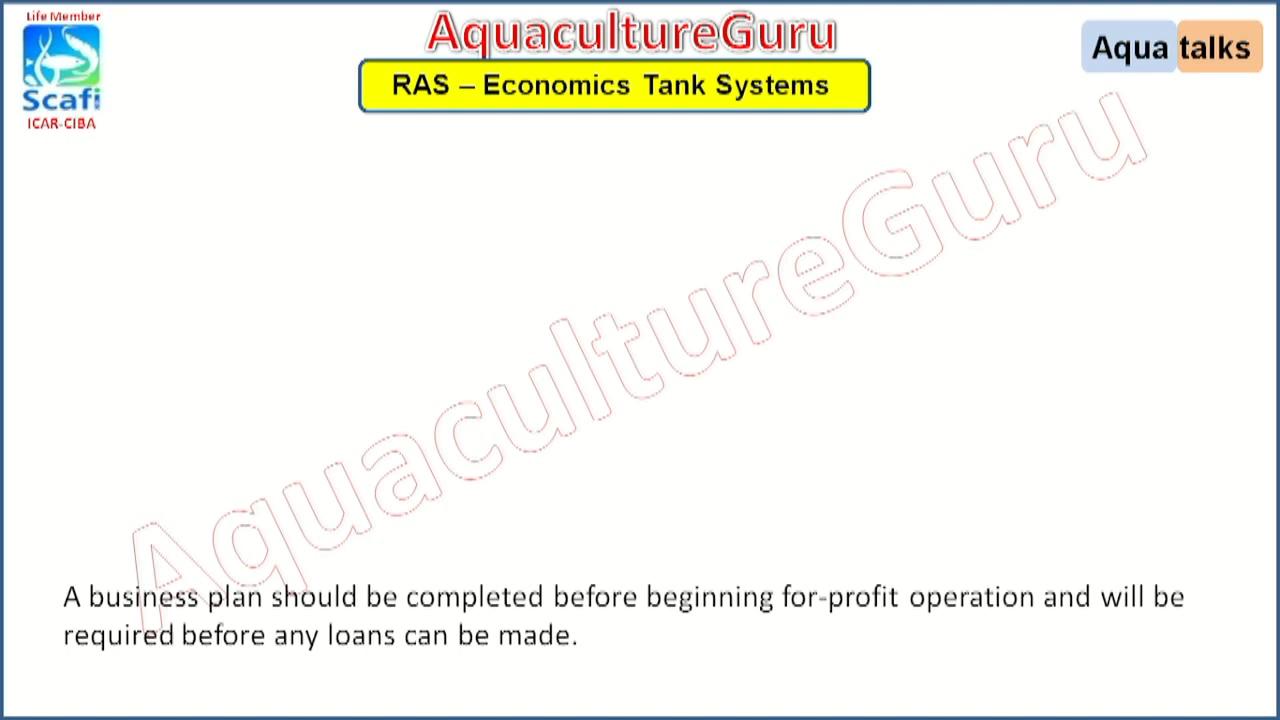 Life Member
AquacultureGuru
Aqua talks
RAS – Economics Tank Systems
Scafi
ICAR-CIBA
AquacultureGuru
A business plan should be completed before beginning for-profit operation and will be
required before any loans can be made.